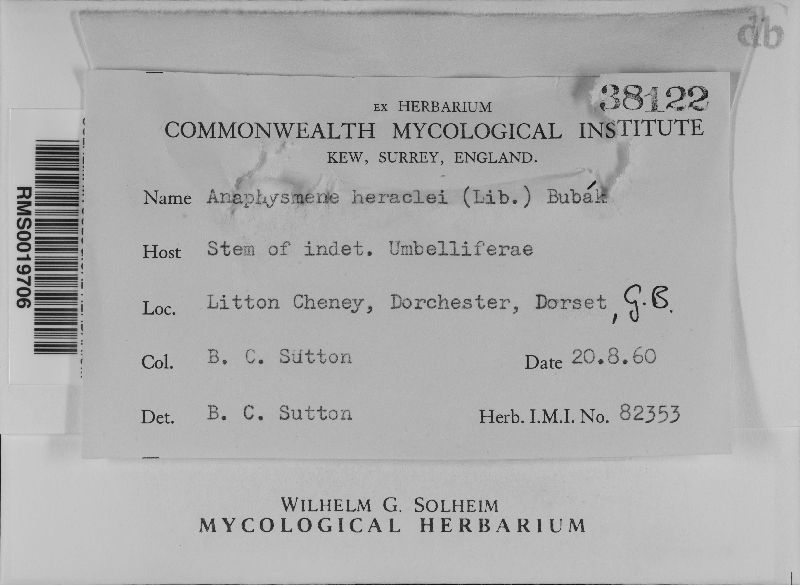 db
38122
EX HERBARIUM
COMMONWEALTH MYCOLOGICAL INSTITUTE
KEW, SURREY, ENGLAND.
Name Anaphysmene heraclei (Lib.) Bubák
Host Stem of indet. Umbelliferae
Loc. Litton Cheney, Dorchester, Dorset, G.B.
Col. B. C. Sutton Date 20.8.60
Det. B. C. Sutton Herb. I.M.I. No. 82353
RMS0019706
WILHELM G. SOLHEIM
MYCOLOGICAL HERBARIUM